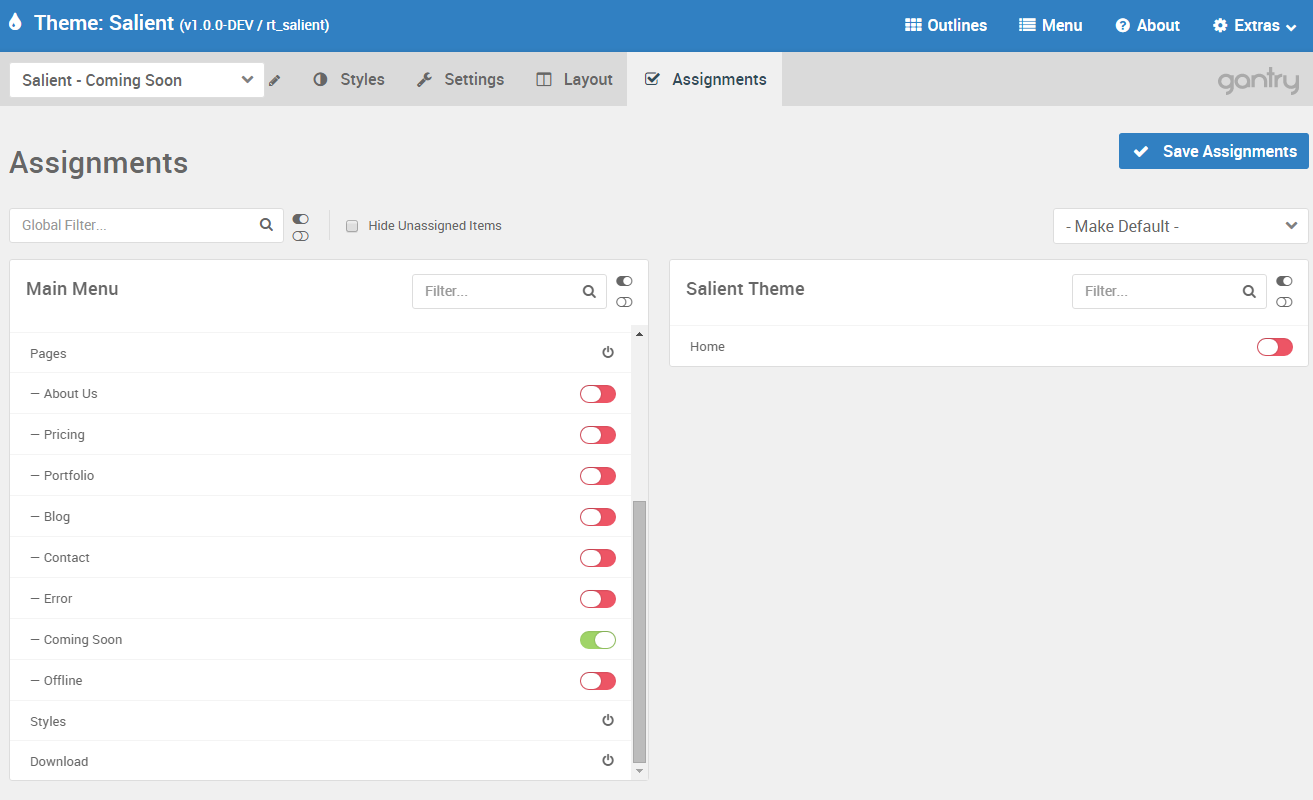 Theme: Salient (v1.0.0-DEV / rt_salient)
Outlines
Menu
About
Extras
Salient - Coming Soon
Styles
Settings
Layout
Assignments
gantry
Assignments
Save Assignments
Global Filter...
Hide Unassigned Items
- Make Default -
Main Menu
Filter...
Pages
— About Us
— Pricing
— Portfolio
— Blog
— Contact
— Error
— Coming Soon
— Offline
Styles
Download
Salient Theme
Filter...
Home